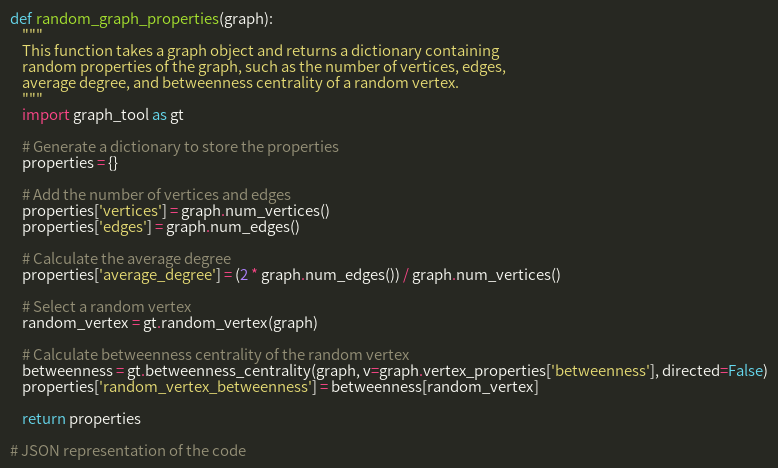 def random_graph_properties(graph):
    """
    This function takes a graph object and returns a dictionary containing
    random properties of the graph, such as the number of vertices, edges,
    average degree, and betweenness centrality of a random vertex.
    """
    import graph_tool as gt

    # Generate a dictionary to store the properties
    properties = {}

    # Add the number of vertices and edges
    properties['vertices'] = graph.num_vertices()
    properties['edges'] = graph.num_edges()

    # Calculate the average degree
    properties['average_degree'] = (2 * graph.num_edges()) / graph.num_vertices()

    # Select a random vertex
    random_vertex = gt.random_vertex(graph)

    # Calculate betweenness centrality of the random vertex
    betweenness = gt.betweenness_centrality(graph, v=graph.vertex_properties['betweenness'], directed=False)
    properties['random_vertex_betweenness'] = betweenness[random_vertex]

    return properties

# JSON representation of the code